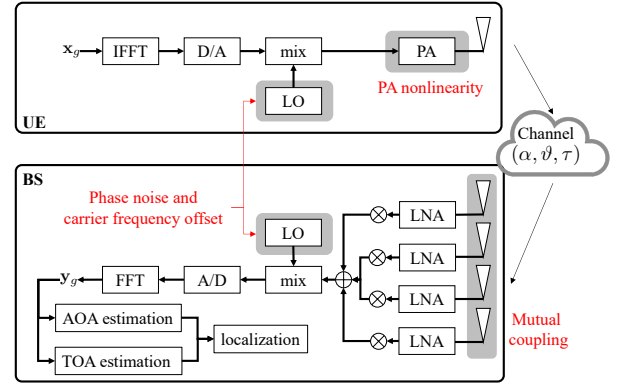 x_g
IFFT
D/A
mix
PA
LO
PA nonlinearity
UE
Channel
(α, ϑ, τ)
BS
Phase noise and
carrier frequency offset
LO
LNA
LNA
LNA
LNA
y_g
FFT
A/D
mix
AOA estimation
TOA estimation
localization
Mutual
coupling